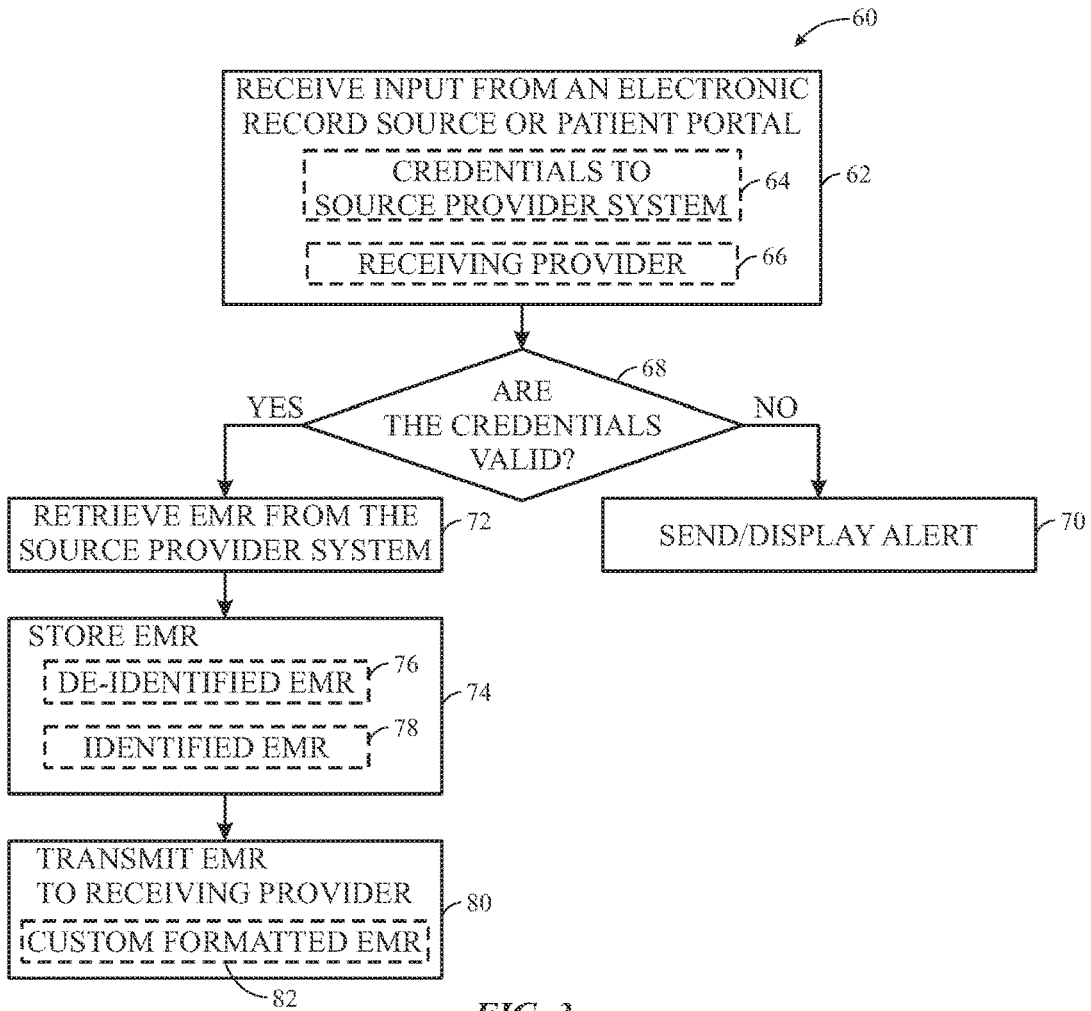 60
RECEIVE INPUT FROM AN ELECTRONIC
RECORD SOURCE OR PATIENT PORTAL
CREDENTIALS TO
SOURCE PROVIDER SYSTEM
64
62
RECEIVING PROVIDER
66
68
ARE
THE CREDENTIALS
VALID?
YES
NO
RETRIEVE EMR FROM THE
SOURCE PROVIDER SYSTEM
72
SEND/DISPLAY ALERT
70
STORE EMR
DE-IDENTIFIED EMR
76
74
IDENTIFIED EMR
78
TRANSMIT EMR
TO RECEIVING PROVIDER
80
CUSTOM FORMATTED EMR
82